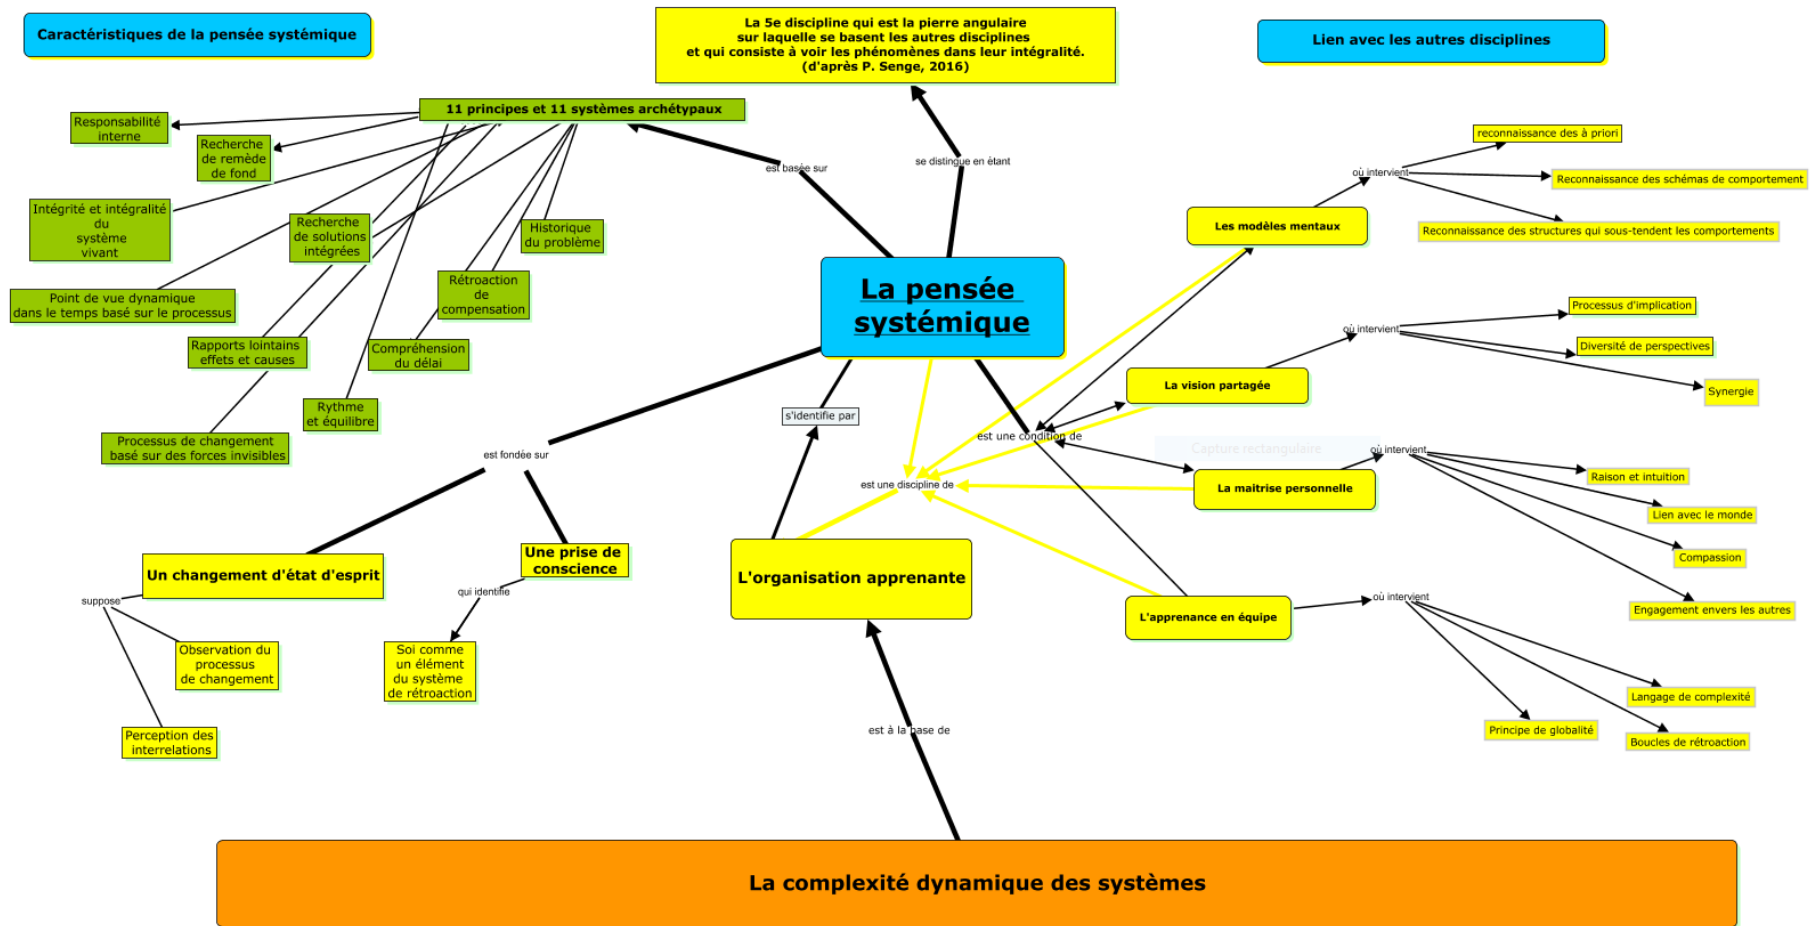 Caractéristiques de la pensée systémique
La 5e discipline qui est la pierre angulaire
sur laquelle se basent les autres disciplines
et qui consiste à voir les phénomènes dans leur intégralité.
(d'après P. Senge, 2016)
Lien avec les autres disciplines
11 principes et 11 systèmes archétypaux
Responsabilité
interne
Recherche
de remède
de fond
Intégrité et intégralité
du
système
vivant
Recherche
de solutions
intégrées
Historique
du problème
Point de vue dynamique
dans le temps basé sur le processus
Rétroaction
de
compensation
Rapports lointains
effets et causes
Compréhension
du délai
Rythme
et équilibre
Processus de changement
basé sur des forces invisibles
est basée sur
se distingue en étant
La pensée
systémique
s'identifie par
est fondée sur
Un changement d'état d'esprit
suppose
Observation du
processus
de changement
Perception des
interrelations
Une prise de
conscience
qui identifie
Soi comme
un élément
du système
de rétroaction
est une condition de
est une discipline de
L'organisation apprenante
est à la base de
La complexité dynamique des systèmes
Les modèles mentaux
où intervient
reconnaissance des à priori
Reconnaissance des schémas de comportement
Reconnaissance des structures qui sous-tendent les comportements
La vision partagée
où intervient
Processus d'implication
Diversité de perspectives
Synergie
Capture rectangulaire
La maitrise personnelle
où intervient
Raison et intuition
Lien avec le monde
Compassion
Engagement envers les autres
L'apprenance en équipe
où intervient
Langage de complexité
Principe de globalité
Boucles de rétroaction